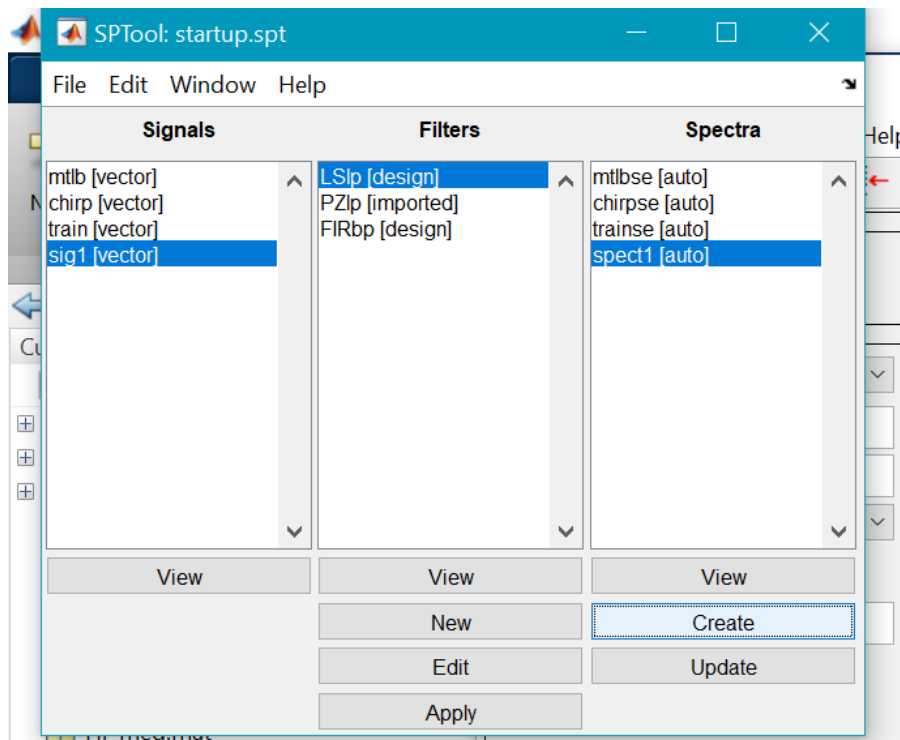 SPTool: startup.spt
File Edit Window Help
Signals Filters Spectra
mtlb [vector]
chirp [vector]
train [vector]
sig1 [vector]
LSlp [design]
PZlp [imported]
FIRbp [design]
mtlbse [auto]
chirpse [auto]
trainse [auto]
spect1 [auto]
View View View
New Create
Edit Update
Apply
Help
N
Cu